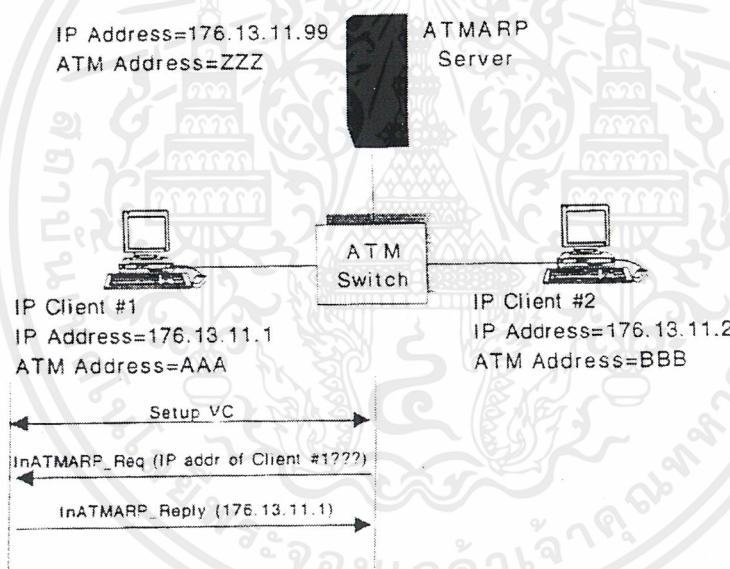 IP Address=176.13.11.99
ATM Address=ZZZ
ATMARP
Server
ATM
Switch
IP Client #1
IP Address=176.13.11.1
ATM Address=AAA
IP Client #2
IP Address=176.13.11.2
ATM Address=BBB
Setup VC
InATMARP_Req (IP addr of Client #1???)
InATMARP_Reply (176.13.11.1)